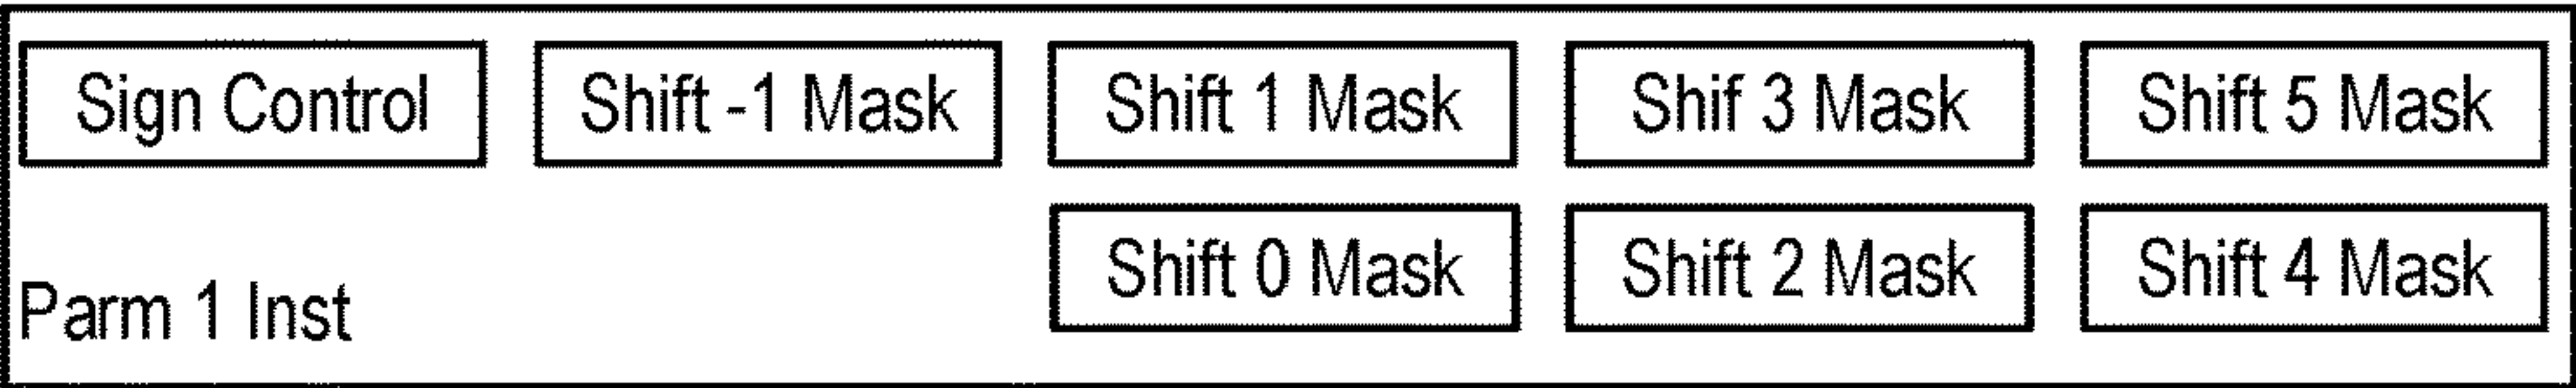 Sign Control
Shift -1 Mask
Shift 1 Mask
Shif 3 Mask
Shift 5 Mask
Shift 0 Mask
Shift 2 Mask
Shift 4 Mask
Parm 1 Inst